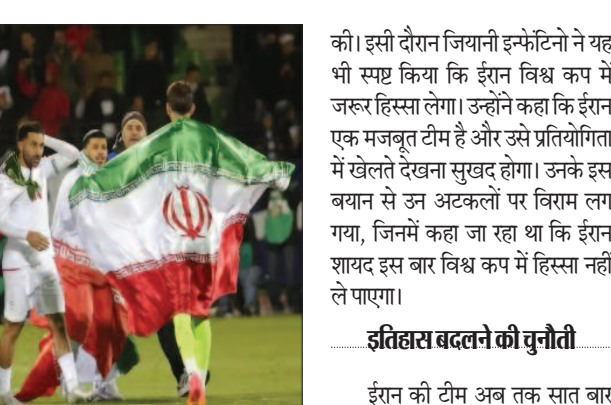 की। इसी दौरान जियानी इन्फेंटिनो ने यह
भी स्पष्ट किया कि ईरान विश्व कप में
जरूर हिस्सा लेगा। उन्होंने कहा कि ईरान
एक मजबूत टीम है और उसे प्रतियोगिता
में खेलते देखना सुखद होगा। उनके इस
बयान से उन अटकलों पर विराम लग
गया, जिनमें कहा जा रहा था कि ईरान
शायद इस बार विश्व कप में हिस्सा नहीं
ले पाएगा।
इतिहास बदलने की चुनौती
ईरान की टीम अब तक सात बार